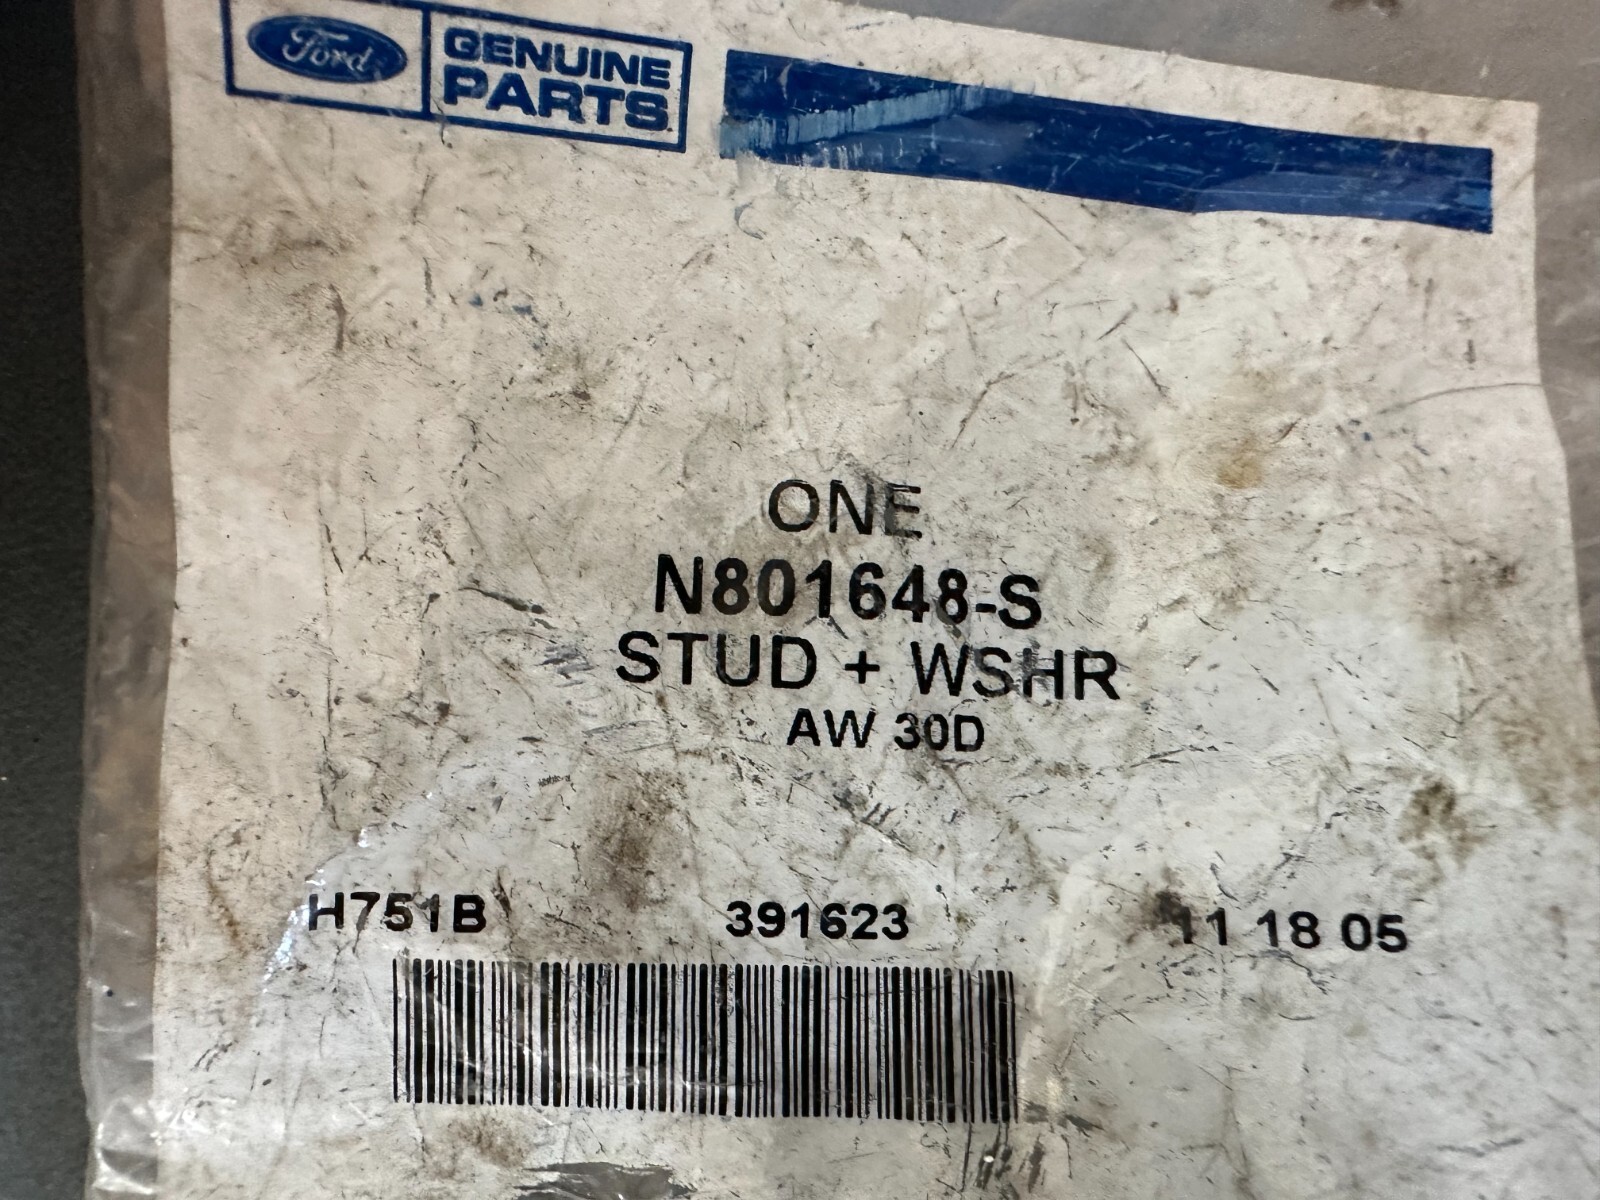 Ford GENUINE
PARTS
ONE
N801648-S
STUD + WSHR
AW 30D
H751B 391623 11 18 05